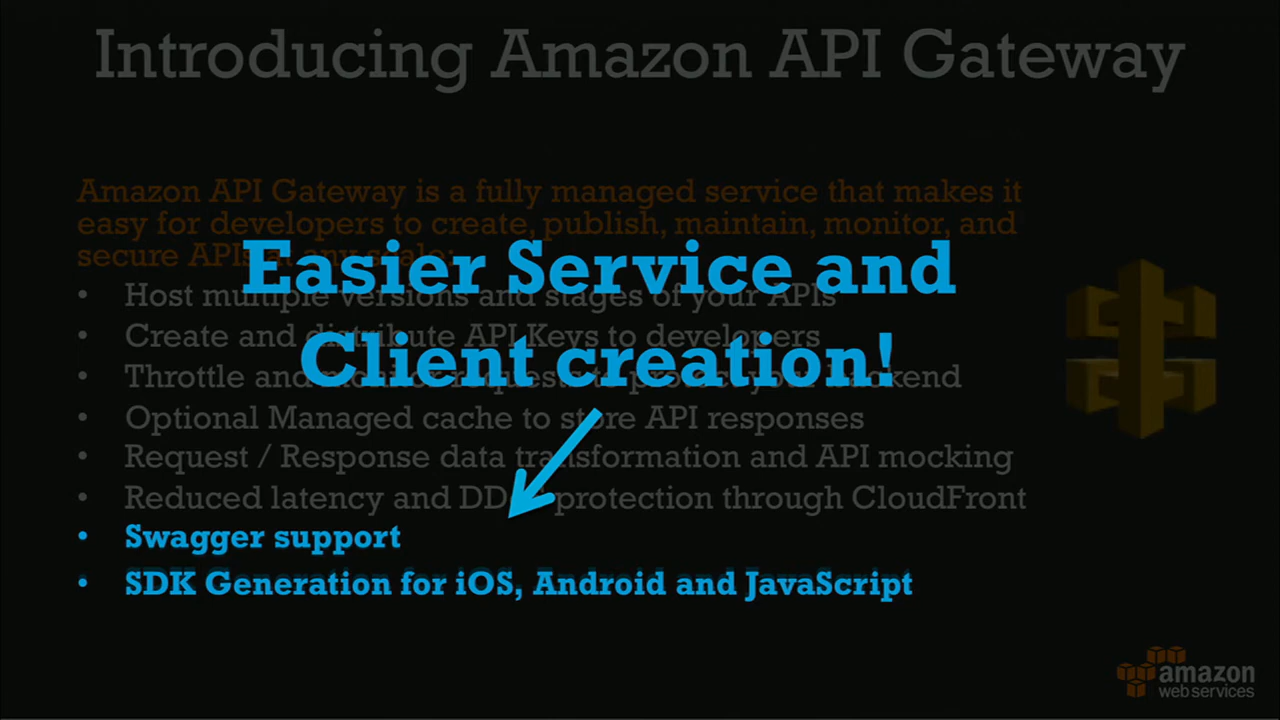 Introducing Amazon API Gateway
Amazon API Gateway is a fully managed service that makes it
easy for developers to create, publish, maintain, monitor, and
secure APIs at any scale:
Easier Service and
• Host multiple versions and stages of your APIs
• Create and distribute API Keys to developers
Client creation!
• Throttle and monitor requests to protect your backend
• Optional Managed cache to store API responses
• Request / Response data transformation and API mocking
• Reduced latency and DDoS protection through CloudFront
• Swagger support
• SDK Generation for iOS, Android and JavaScript
amazon
web services